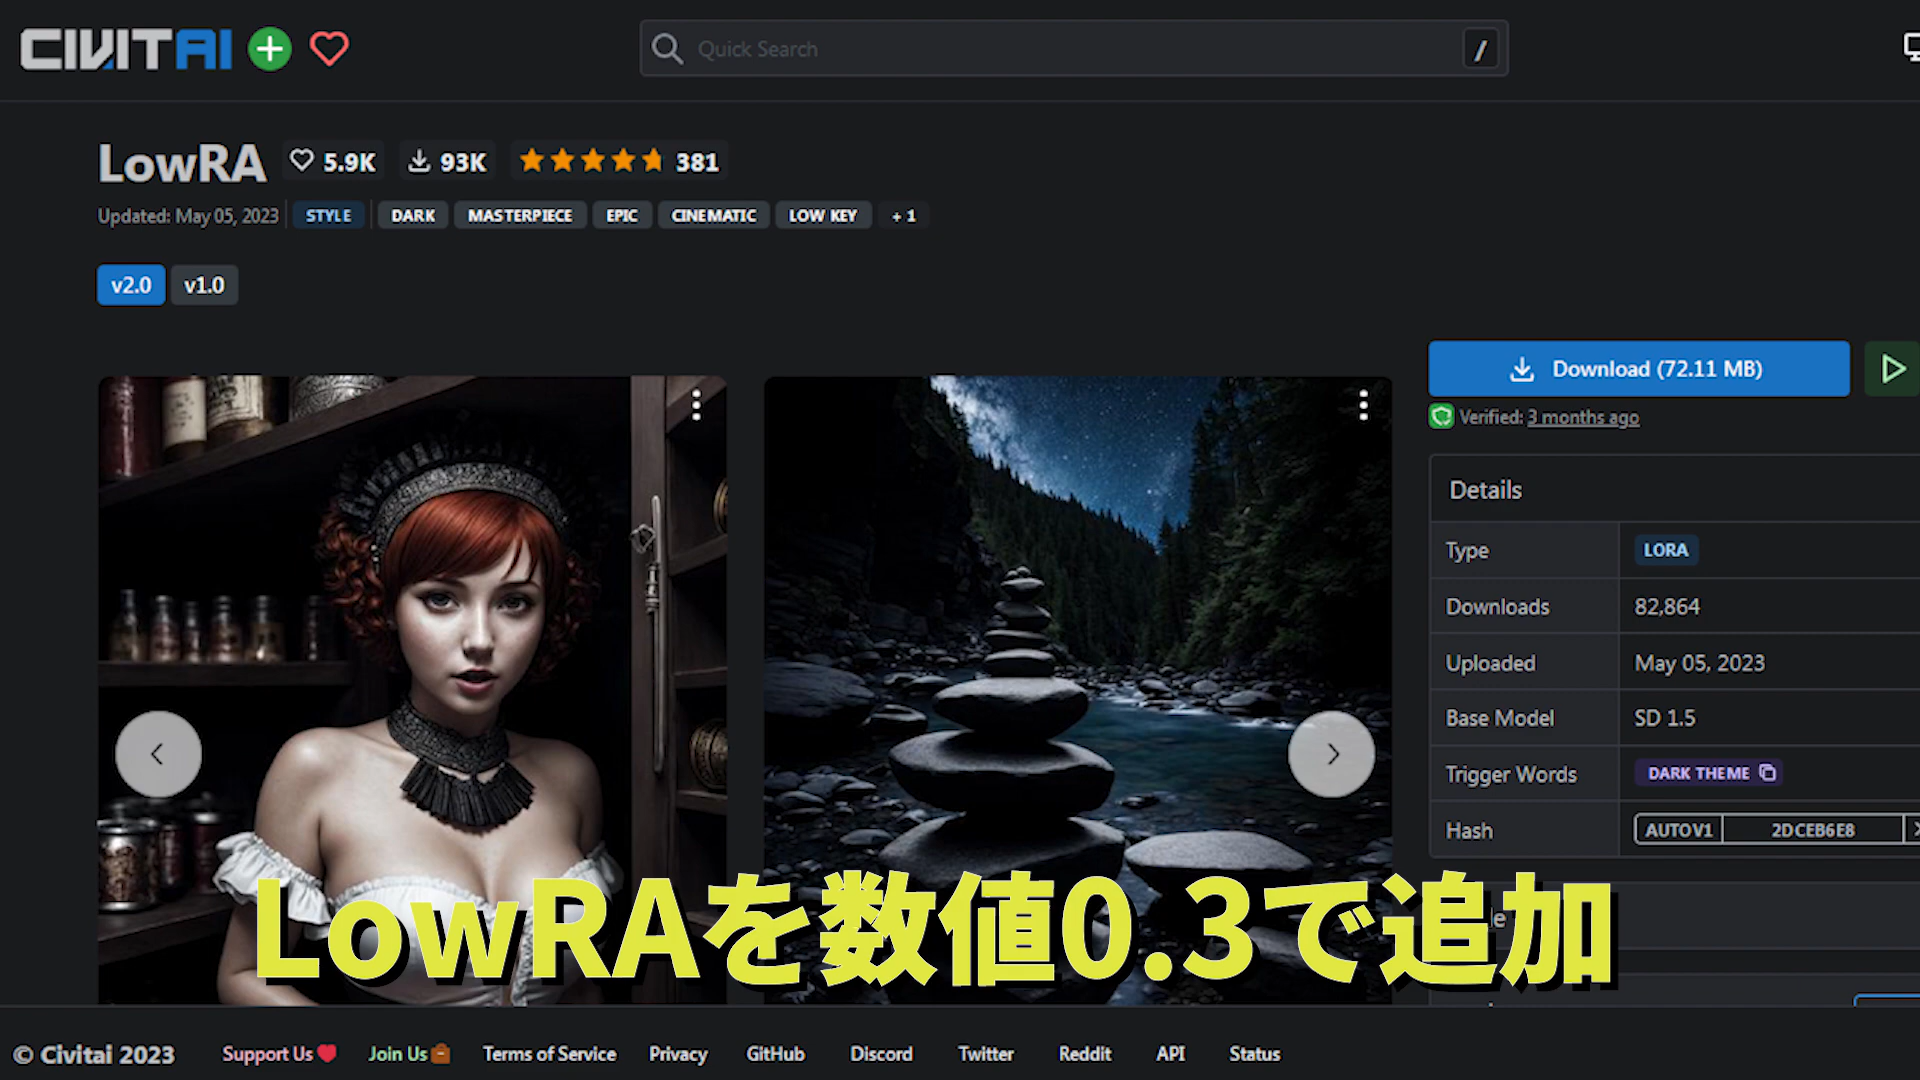 CIVITAI
Quick Search /
LowRA 5.9K 93K 381
Updated: May 05, 2023 STYLE DARK MASTERPIECE EPIC CINEMATIC LOW KEY + 1
v2.0 v1.0
Download (72.11 MB)
Verified: 3 months ago
Details
Type LORA
Downloads 82,864
Uploaded May 05, 2023
Base Model SD 1.5
Trigger Words DARK THEME
Hash AUTOV1 2DCEB6E8
LowRAを数値0.3で追加
© Civitai 2023 Support Us Join Us Terms of Service Privacy GitHub Discord Twitter Reddit API Status